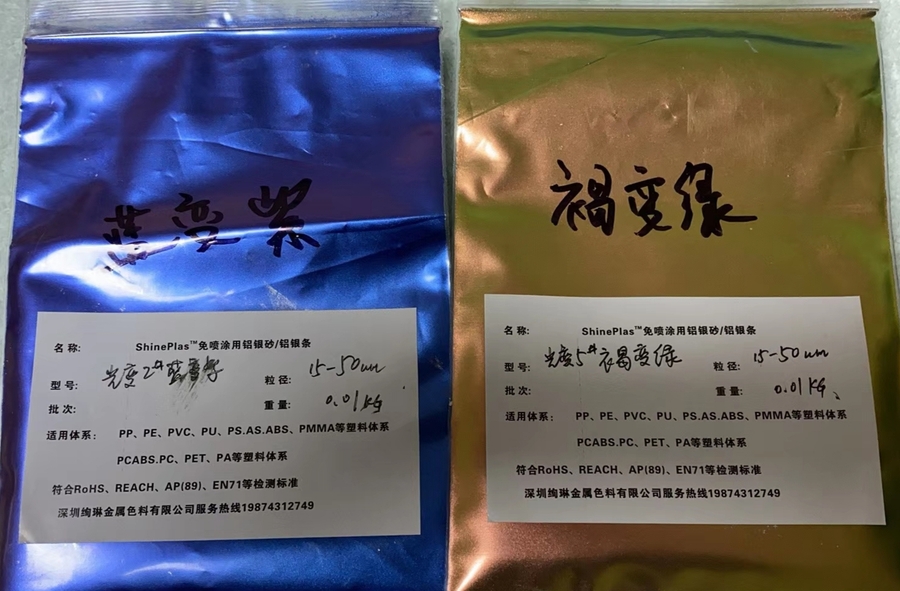 蓝变紫
名称: ShinePlas™免喷涂用铝银砂/铝银条
型号: 光变2#蓝变紫 粒径: 15-50um
批次: 重量: 0.01KG
适用体系: PP、PE、PVC、PU、PS.AS.ABS、PMMA等塑料体系
PCABS.PC、PET、PA等塑料体系
符合RoHS、REACH、AP(89)、EN71等检测标准
深圳绚琳金属色料有限公司服务热线19874312749
褐变绿
名称: ShinePlas™免喷涂用铝银砂/铝银条
型号: 光变5#褐变绿 粒径: 15-50um
批次: 重量: 0.01KG
适用体系: PP、PE、PVC、PU、PS.AS.ABS、PMMA等塑料体系
PCABS.PC、PET、PA等塑料体系
符合RoHS、REACH、AP(89)、EN71等检测标准
深圳绚琳金属色料有限公司服务热线19874312749